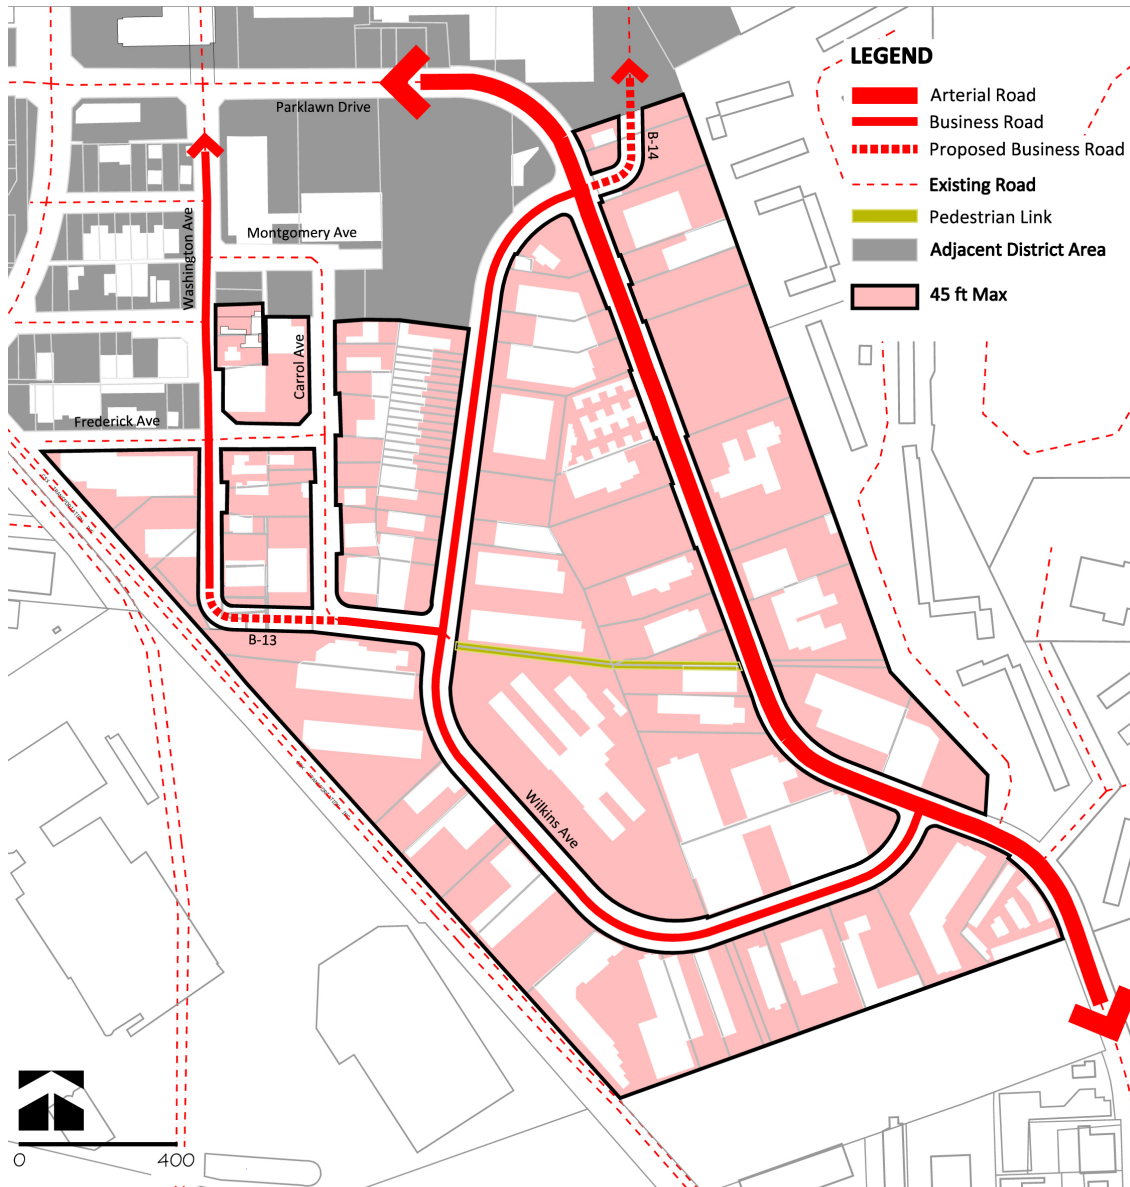 LEGEND
Arterial Road
Business Road
Proposed Business Road
Existing Road
Pedestrian Link
Adjacent District Area
45 ft Max
Parklawn Drive
B-14
Washington Ave
Montgomery Ave
Carrol Ave
Frederick Ave
B-13
Wilkins Ave
0 400